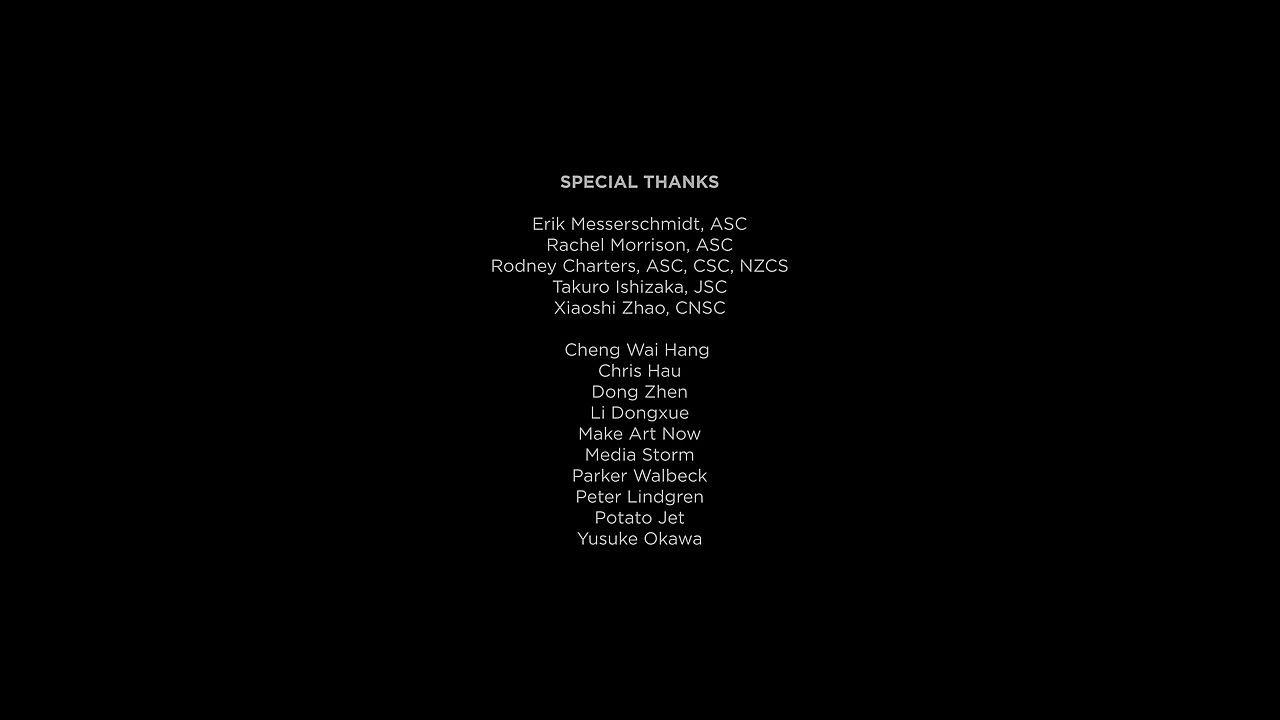 SPECIAL THANKS
Erik Messerschmidt, ASC
Rachel Morrison, ASC
Rodney Charters, ASC, CSC, NZCS
Takuro Ishizaka, JSC
Xiaoshi Zhao, CNSC
Cheng Wai Hang
Chris Hau
Dong Zhen
Li Dongxue
Make Art Now
Media Storm
Parker Walbeck
Peter Lindgren
Potato Jet
Yusuke Okawa